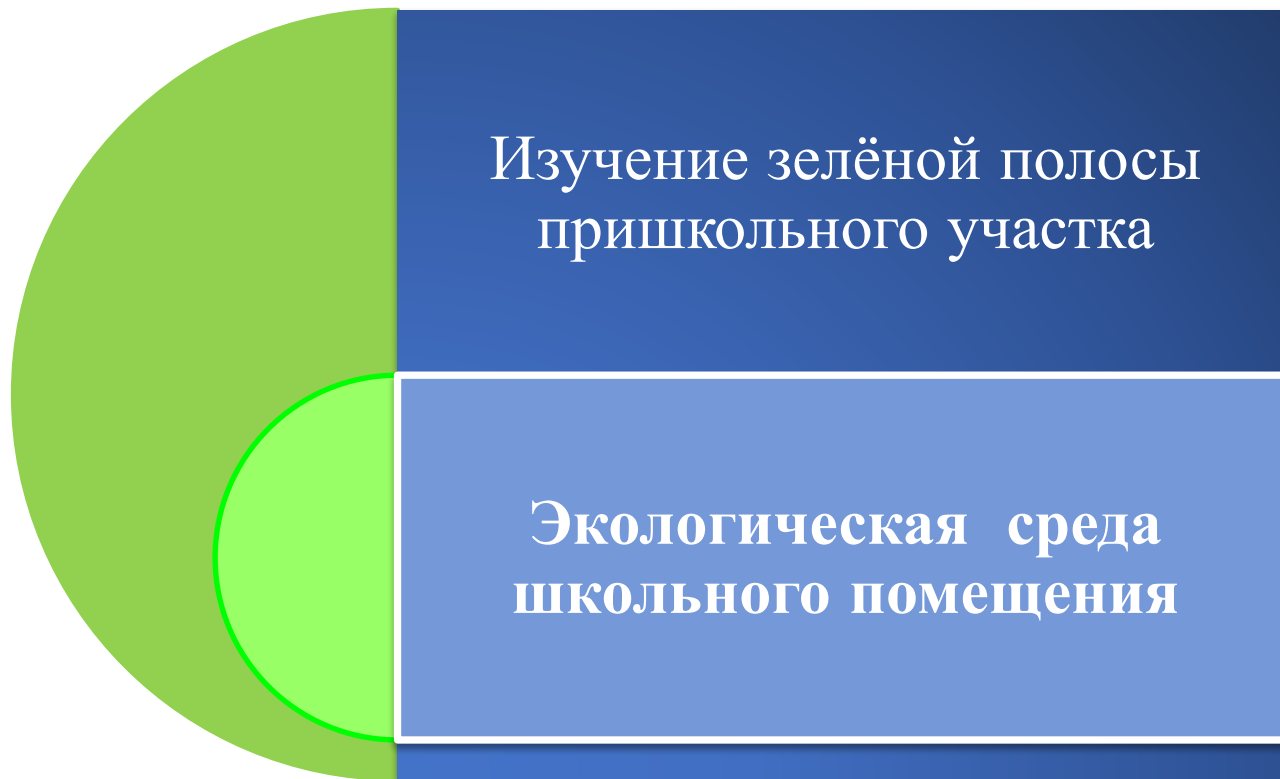 Изучение зелёной полосы
пришкольного участка
Экологическая среда
школьного помещения